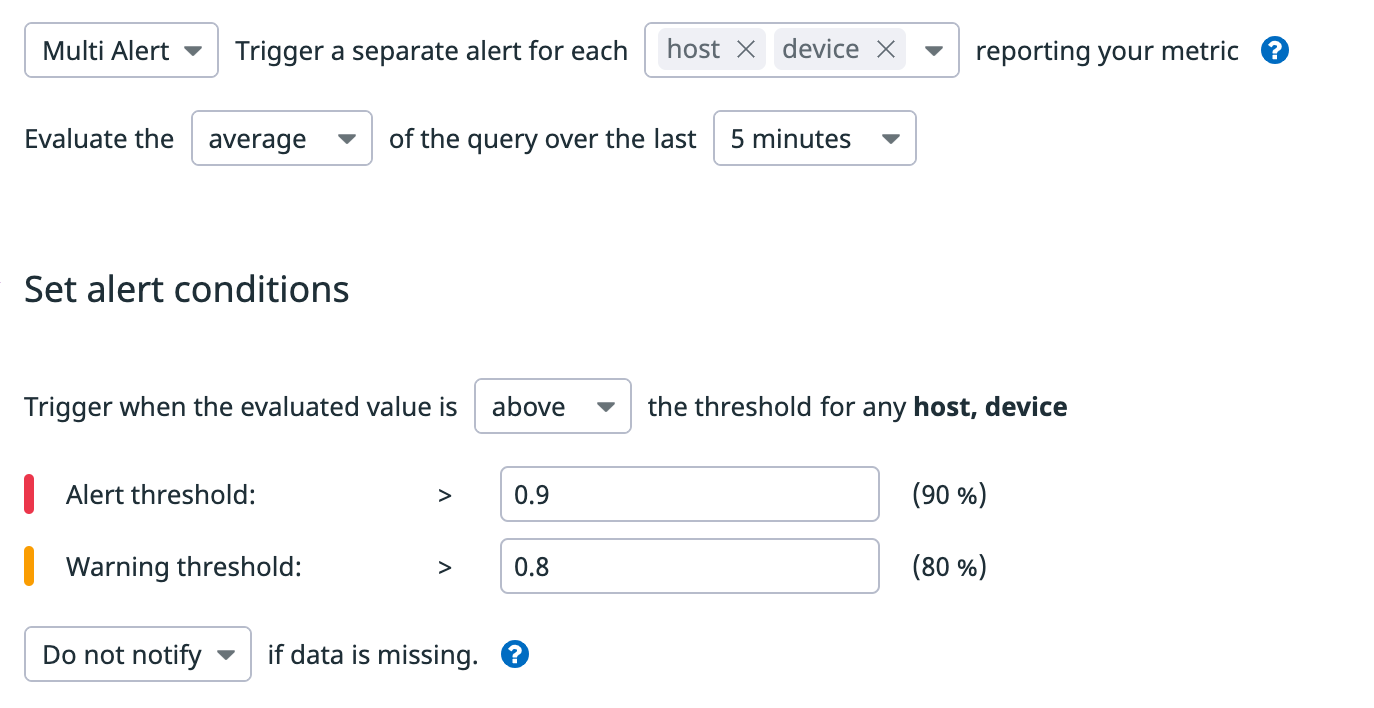 Multi Alert Trigger a separate alert for each host × device × reporting your metric ?
Evaluate the average of the query over the last 5 minutes
Set alert conditions
Trigger when the evaluated value is above the threshold for any host, device
Alert threshold: > 0.9 (90 %)
Warning threshold: > 0.8 (80 %)
Do not notify if data is missing. ?